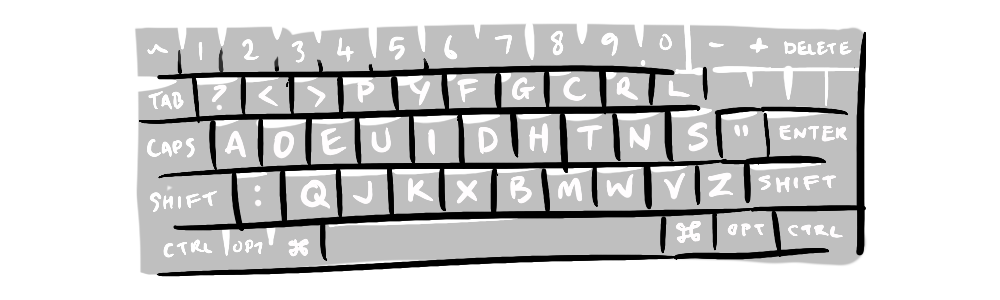 ~ 1 2 3 4 5 6 7 8 9 0 - + DELETE
TAB ? < > P Y F G C R L
CAPS A O E U I D H T N S " ENTER
SHIFT : Q J K X B M W V Z SHIFT
CTRL OPT ⌘ ⌘ OPT CTRL